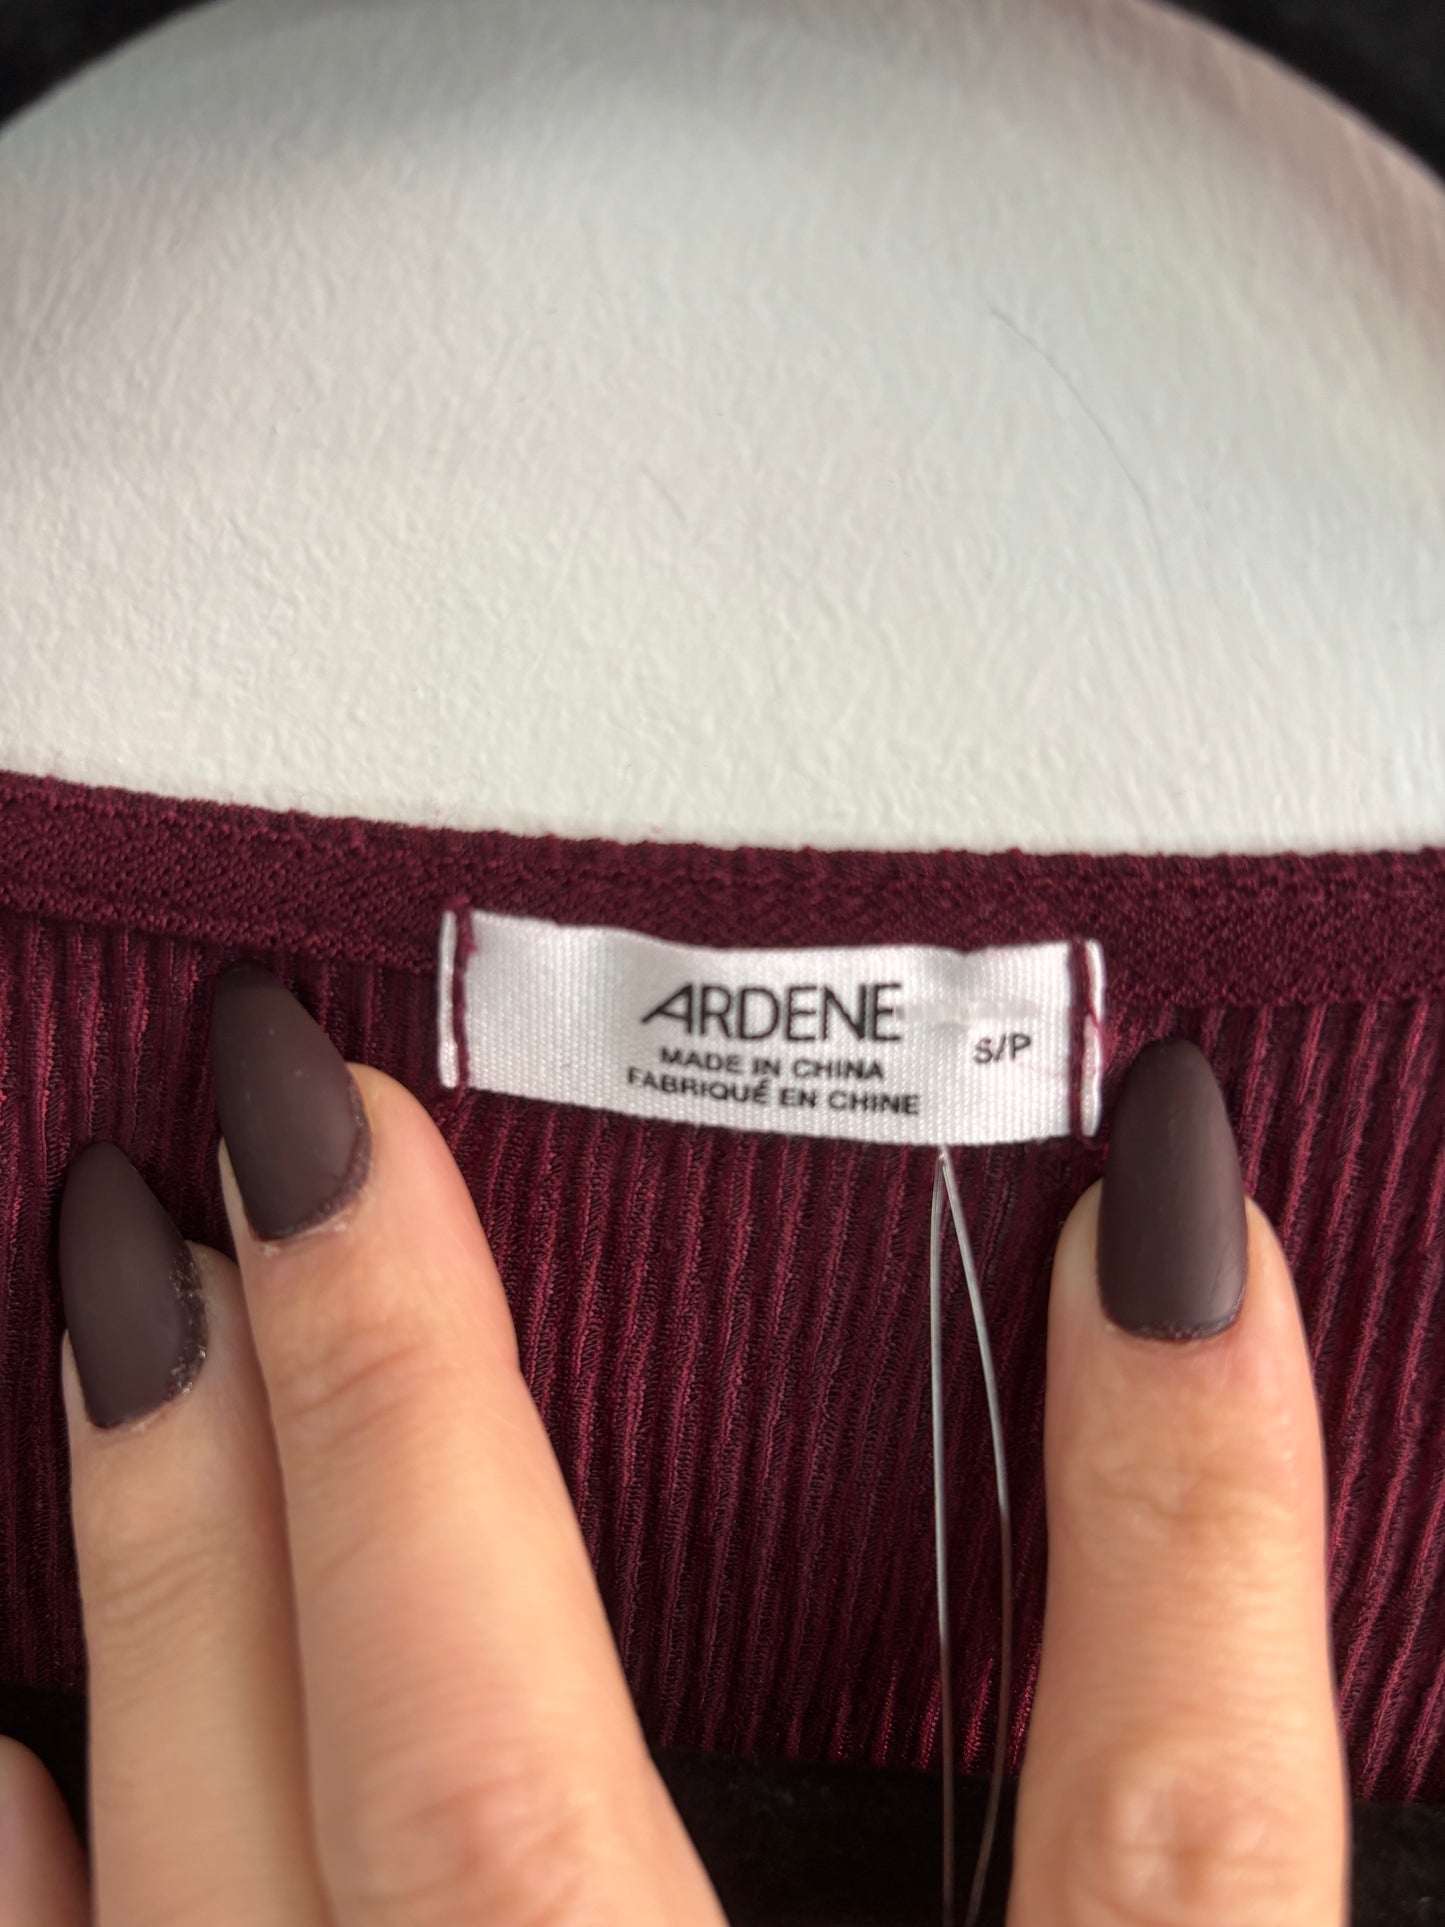 ARDENE
MADE IN CHINA
FABRIQUÉ EN CHINE
S/P